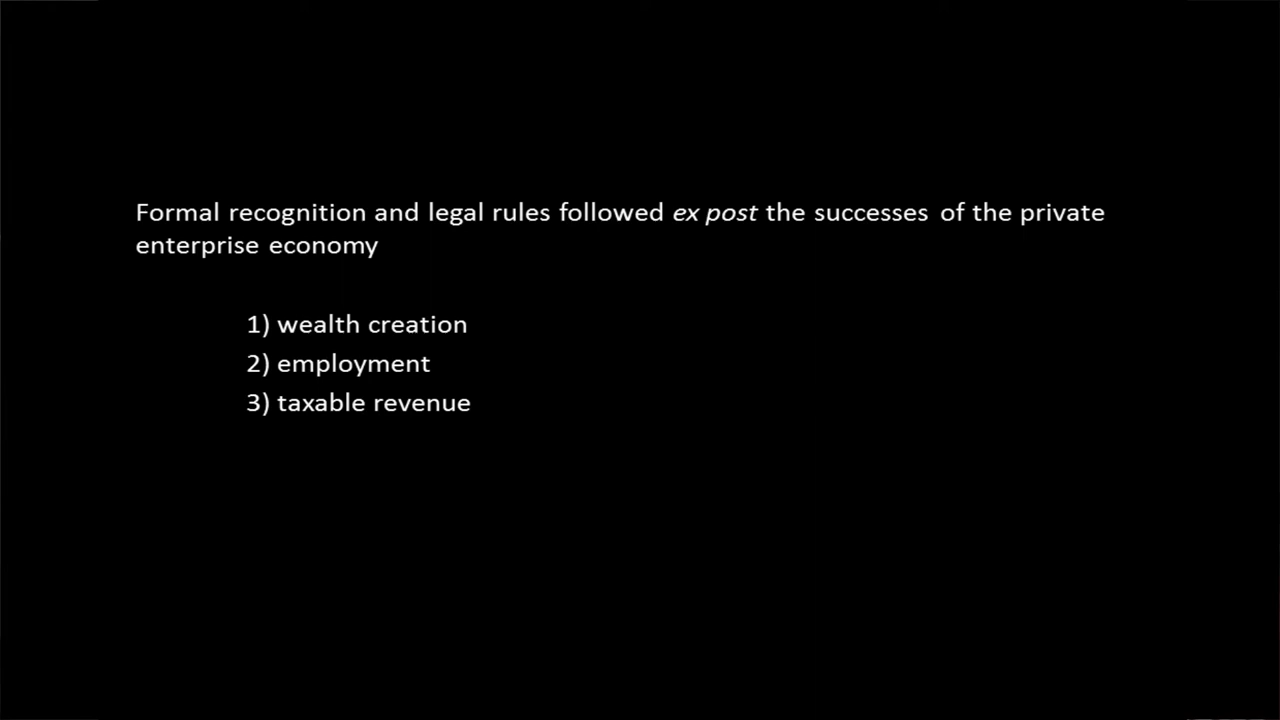 Formal recognition and legal rules followed ex post the successes of the private
enterprise economy
1) wealth creation
2) employment
3) taxable revenue